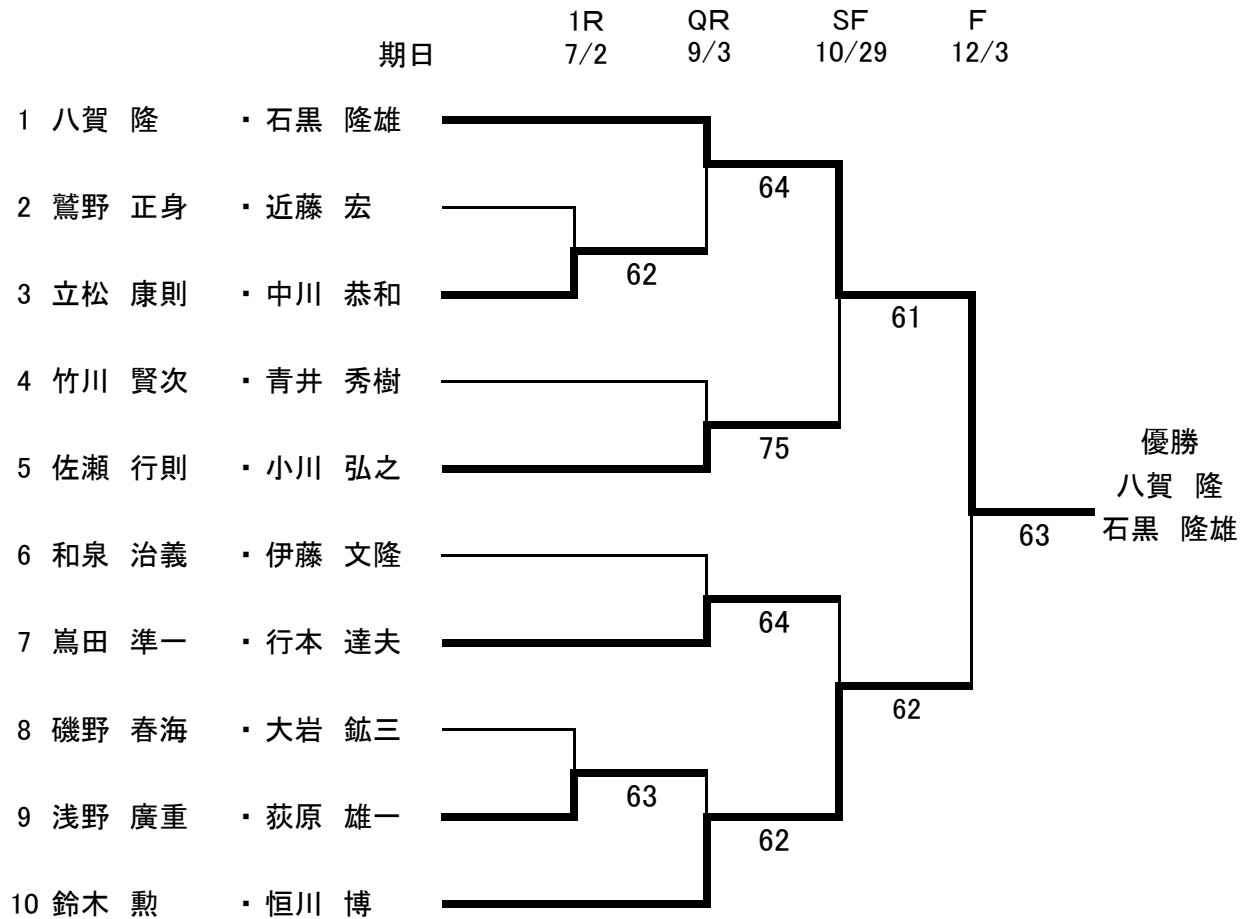 1R QR SF F
期日 7/2 9/3 10/29 12/3
1 八賀 隆 ・ 石黒 隆雄
64
2 鷲野 正身 ・ 近藤 宏
62
3 立松 康則 ・ 中川 恭和
61
4 竹川 賢次 ・ 青井 秀樹
75
5 佐瀬 行則 ・ 小川 弘之
優勝
八賀 隆
石黒 隆雄
63
6 和泉 治義 ・ 伊藤 文隆
64
7 嶌田 準一 ・ 行本 達夫
62
8 磯野 春海 ・ 大岩 鉱三
63
9 浅野 廣重 ・ 荻原 雄一
62
10 鈴木 勲 ・ 恒川 博